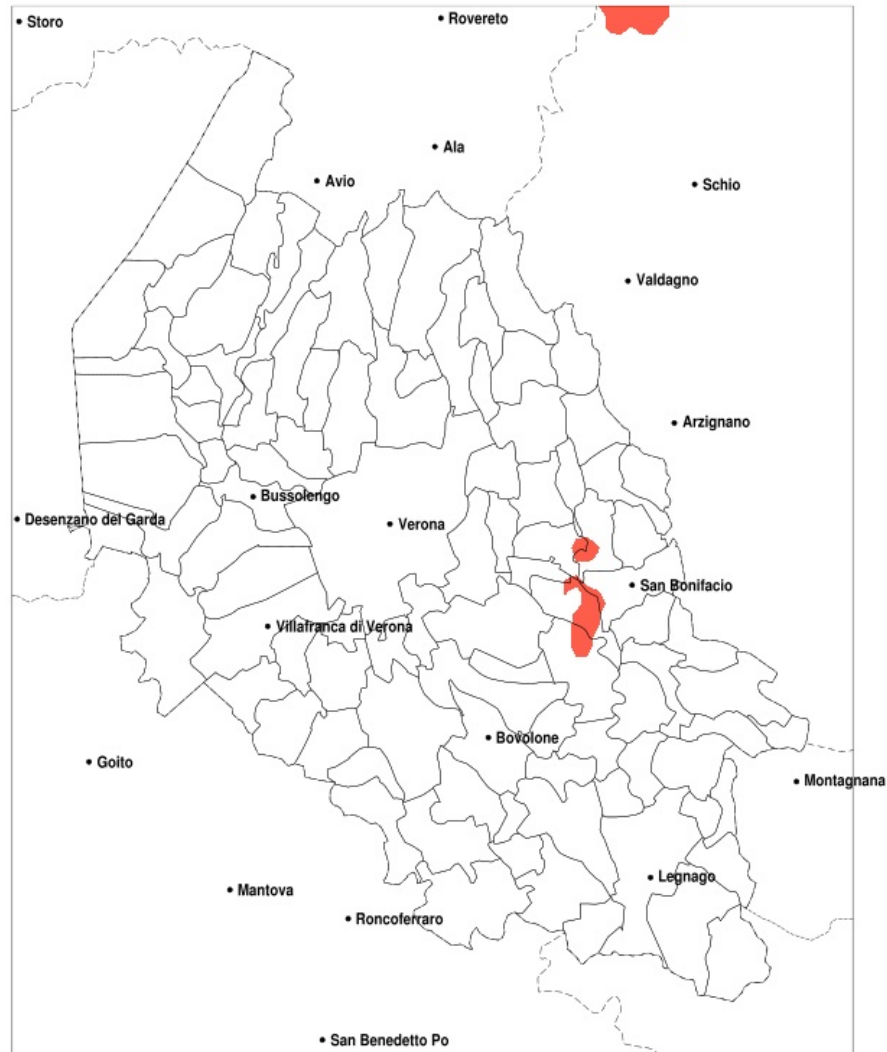 Storo
Rovereto
Ala
Avio
Schio
Valdagno
Arzignano
Bussolengo
Desenzano del Garda
Verona
San Bonifacio
Villafranca di Verona
Bovolone
Goito
Montagnana
Legnago
Mantova
Roncoferraro
San Benedetto Po